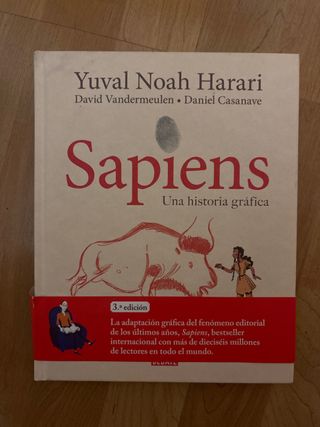 Yuval Noah Harari
David Vandermeulen • Daniel Casanave
Sapiens
Una historia gráfica
3.ª edición
La adaptación gráfica del fenómeno editorial
de los últimos años, Sapiens, bestseller
internacional con más de dieciséis millones
de lectores en todo el mundo.
DEBATE